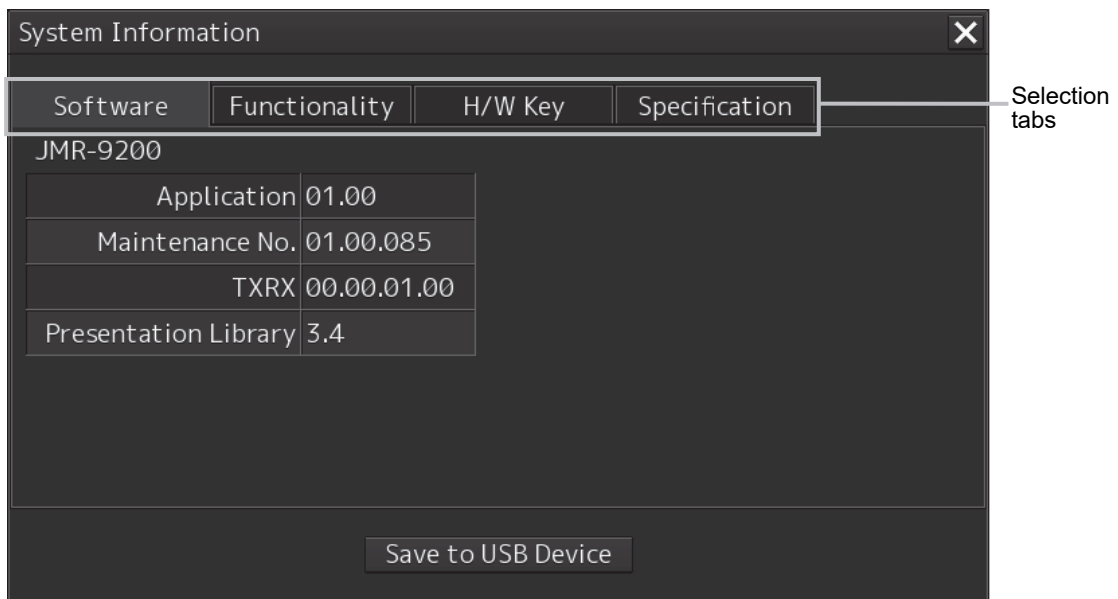 System Information
Software Functionality H/W Key Specification
Selection
tabs
JMR-9200
Application 01.00
Maintenance No. 01.00.085
TXRX 00.00.01.00
Presentation Library 3.4
Save to USB Device